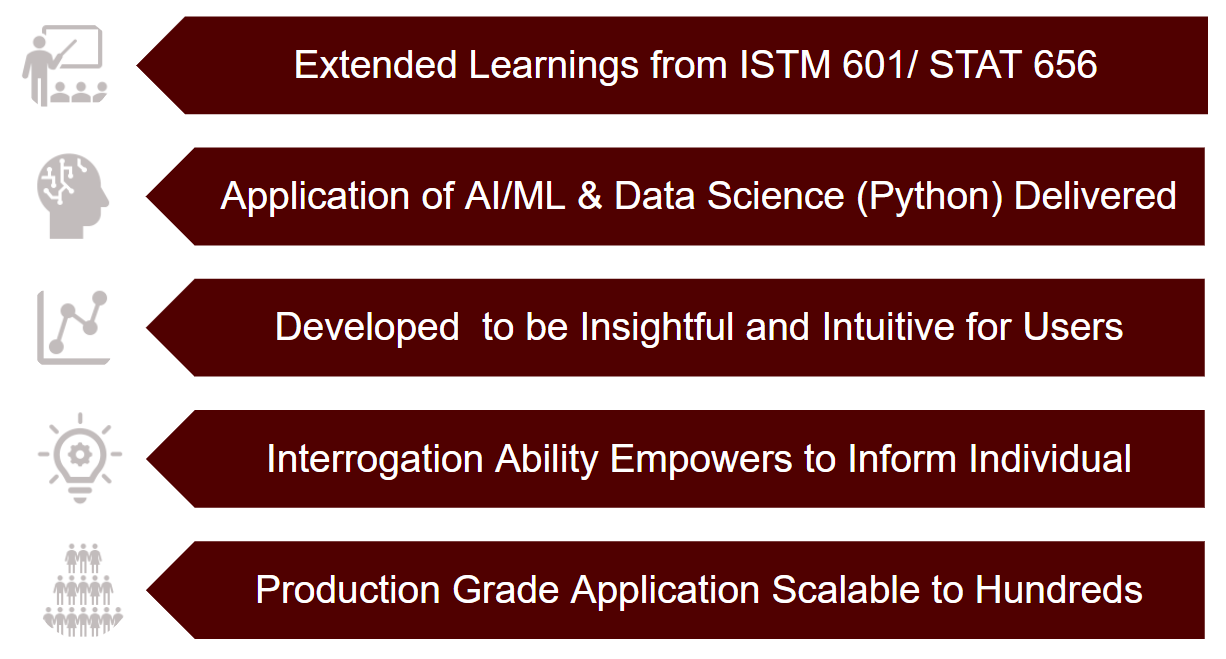 Extended Learnings from ISTM 601/ STAT 656
Application of AI/ML & Data Science (Python) Delivered
Developed  to be Insightful and Intuitive for Users
Interrogation Ability Empowers to Inform Individual
Production Grade Application Scalable to Hundreds